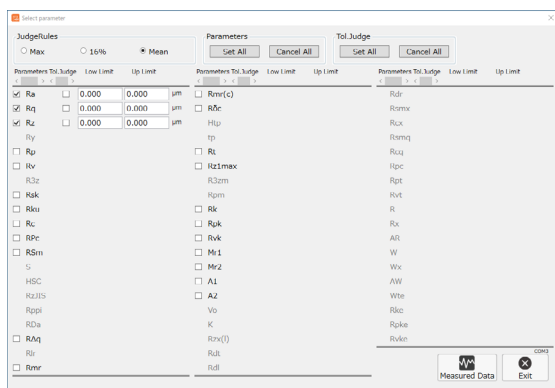 Select parameter
JudgeRules
Max
16%
Mean
Parameters
Set All
Cancel All
Tol.Judge
Set All
Cancel All
Parameters Tol.Judge Low Limit Up Limit
Ra 0.000 0.000 µm
Rq 0.000 0.000 µm
Rz 0.000 0.000 µm
Ry
Rp
Rv
R3z
Rsk
Rku
Rc
RPc
RSm
S
HSC
RzJIS
Rppi
RDa
RΔq
Rlr
Rmr
Parameters Tol.Judge Low Limit Up Limit
Rmr(c)
Rδc
Htp
tp
Rt
Rz1max
R3zm
Rpm
Rk
Rpk
Rvk
Mr1
Mr2
A1
A2
Vo
K
Rzx(l)
Rdt
Rdl
Parameters Tol.Judge Low Limit Up Limit
Rdr
Rsmx
Rcx
Rsmq
Rcq
Rpc
Rpt
Rvt
R
Rx
AR
W
Wx
AW
Wte
Rke
Rpke
Rvke
COM3
Measured Data
Exit